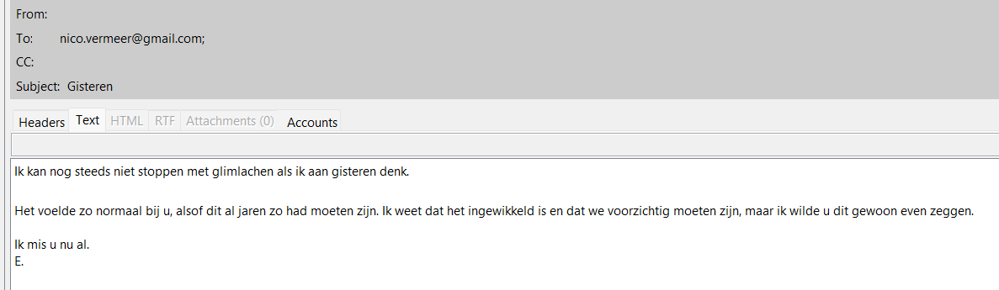 From:
To: nico.vermeer@gmail.com;
CC:
Subject: Gisteren
Headers Text HTML RTF Attachments (0) Accounts
Ik kan nog steeds niet stoppen met glimlachen als ik aan gisteren denk.
Het voelde zo normaal bij u, alsof dit al jaren zo had moeten zijn. Ik weet dat het ingewikkeld is en dat we voorzichtig moeten zijn, maar ik wilde u dit gewoon even zeggen.
Ik mis u nu al.
E.